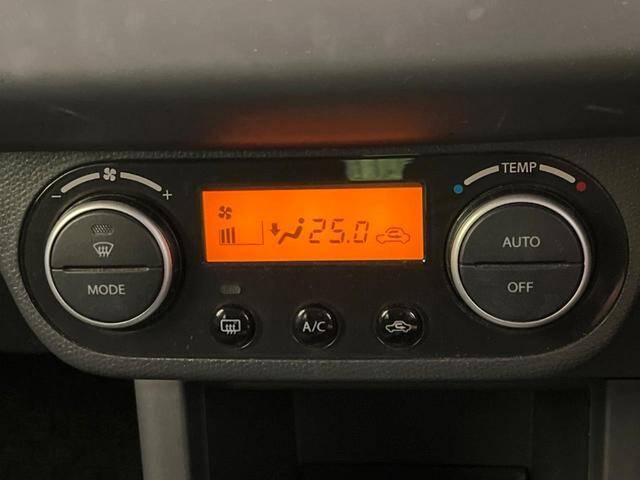 TEMP
- +
25.0
AUTO
MODE
OFF
A/C